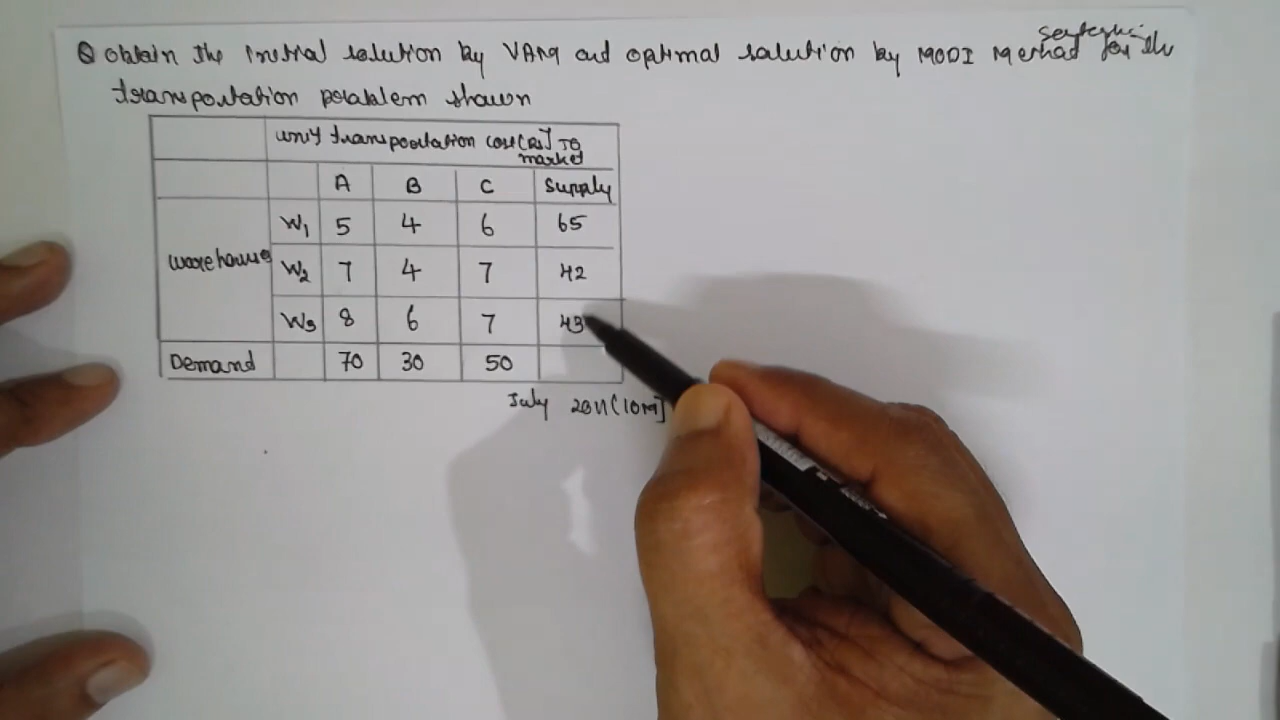 Q obtain the initial solution by VAM and optimal solution by MODI Method for the
transportation problem shown
unit transportation cost [Rs] TO
market
A B C Supply
W1 5 4 6 65
warehouse W2 7 4 7 42
W3 8 6 7 43
Demand 70 30 50
July 2011 (10M]